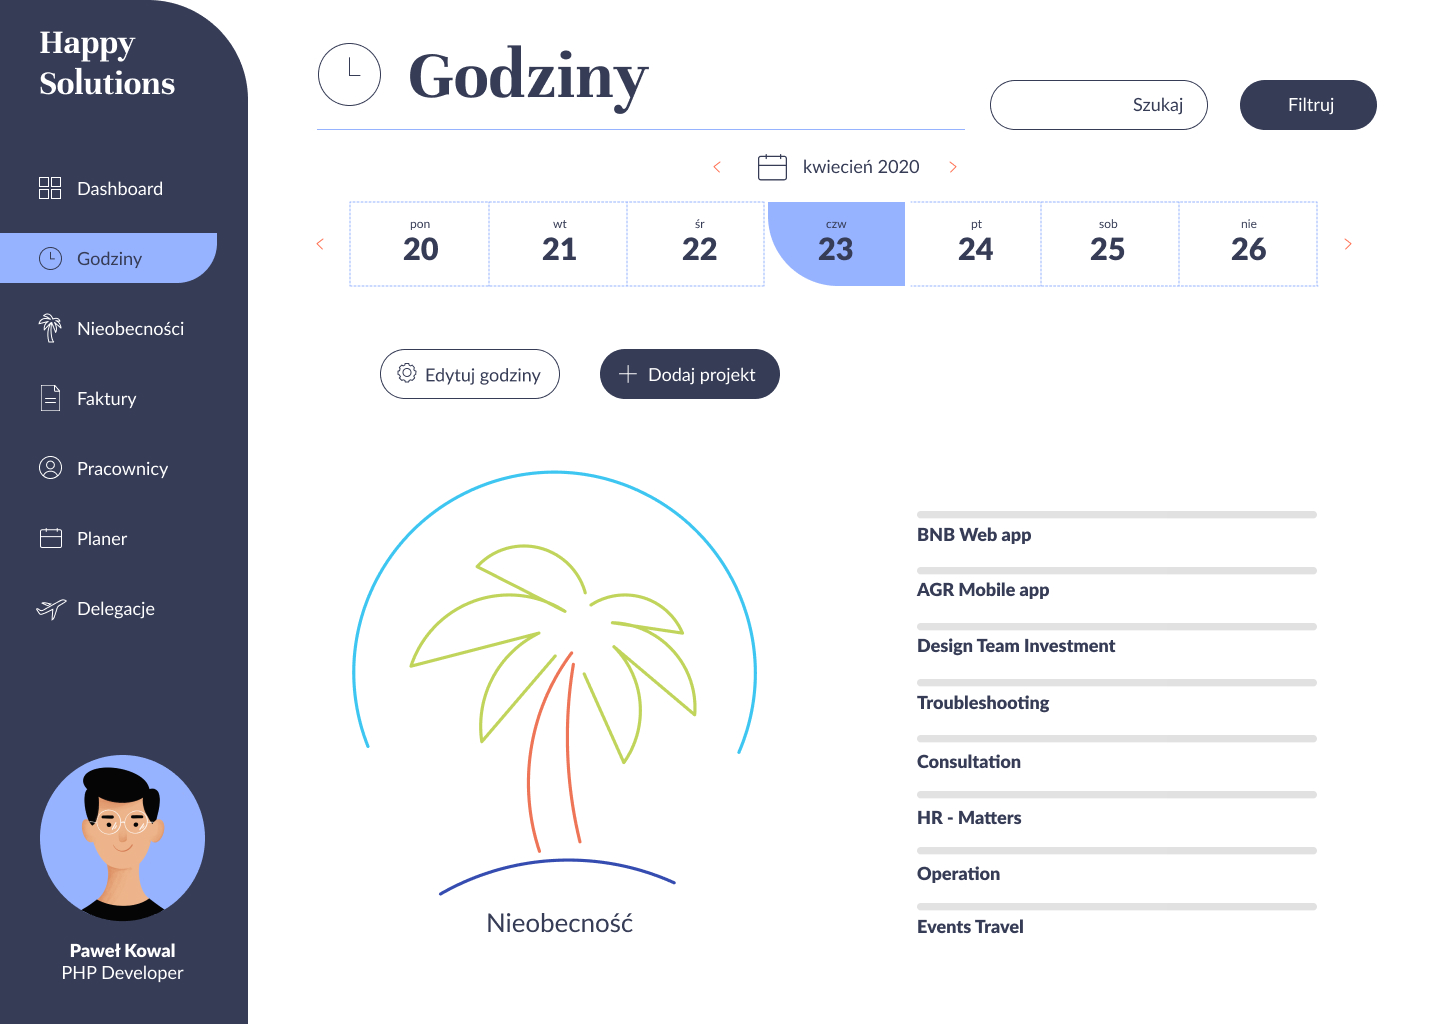 Happy
Solutions
Dashboard
Godziny
Nieobecności
Faktury
Pracownicy
Planer
Delegacje
Paweł Kowal
PHP Developer
Godziny
Szukaj
Filtruj
kwiecień 2020
pon wt śr czw pt sob nie
20 21 22 23 24 25 26
Edytuj godziny
Dodaj projekt
Nieobecność
BNB Web app
AGR Mobile app
Design Team Investment
Troubleshooting
Consultation
HR - Matters
Operation
Events Travel